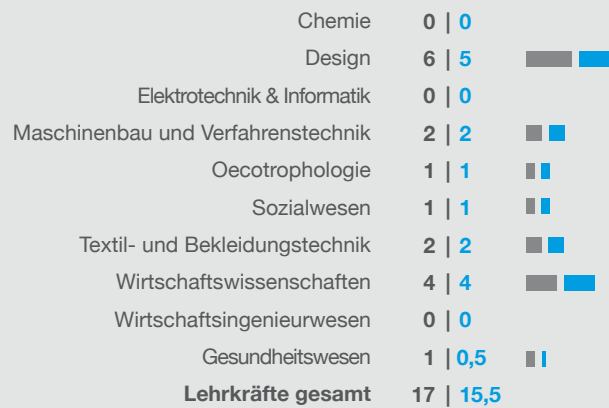 Chemie 0 | 0
Design 6 | 5
Elektrotechnik & Informatik 0 | 0
Maschinenbau und Verfahrenstechnik 2 | 2
Oecotrophologie 1 | 1
Sozialwesen 1 | 1
Textil- und Bekleidungstechnik 2 | 2
Wirtschaftswissenschaften 4 | 4
Wirtschaftsingenieurwesen 0 | 0
Gesundheitswesen 1 | 0,5
Lehrkräfte gesamt 17 | 15,5